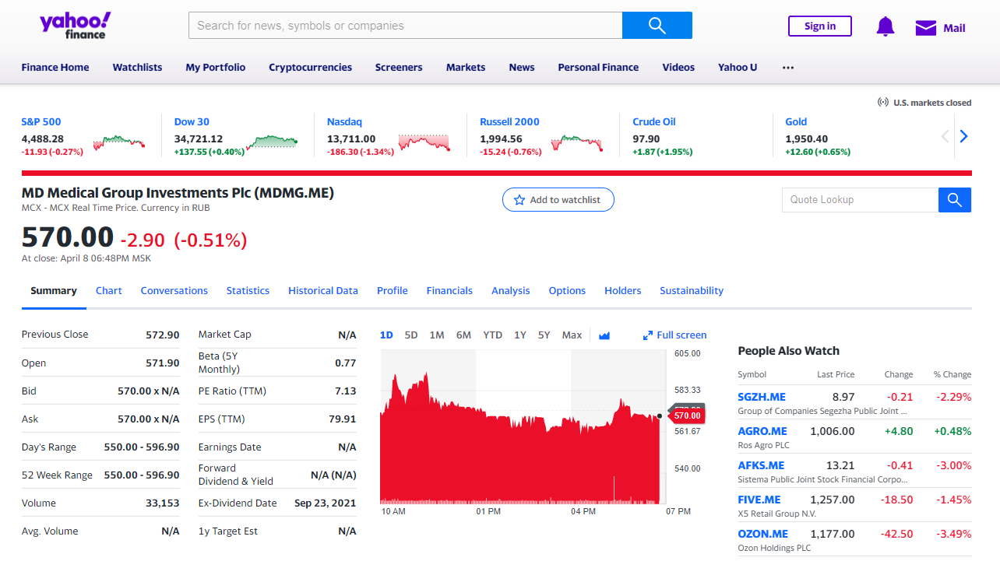 yahoo!
finance
Search for news, symbols or companies
Sign in
Mail
Finance Home Watchlists My Portfolio Cryptocurrencies Screeners Markets News Personal Finance Videos Yahoo U ...
U.S. markets closed
S&P 500 Dow 30 Nasdaq Russell 2000 Crude Oil Gold
4,488.28 34,721.12 13,711.00 1,994.56 97.90 1,950.40
-11.93 (-0.27%) +137.55 (+0.40%) -186.30 (-1.34%) -15.24 (-0.76%) +1.87 (+1.95%) +12.60 (+0.65%)
MD Medical Group Investments Plc (MDMG.ME)
MCX - MCX Real Time Price. Currency in RUB
Add to watchlist
Quote Lookup
570.00 -2.90 (-0.51%)
At close: April 8 06:48PM MSK
Summary Chart Conversations Statistics Historical Data Profile Financials Analysis Options Holders Sustainability
Previous Close 572.90
Open 571.90
Bid 570.00 x N/A
Ask 570.00 x N/A
Day's Range 550.00 - 596.90
52 Week Range 550.00 - 596.90
Volume 33,153
Avg. Volume N/A
Market Cap N/A
Beta (5Y
Monthly) 0.77
PE Ratio (TTM) 7.13
EPS (TTM) 79.91
Earnings Date N/A
Forward
Dividend & Yield N/A (N/A)
Ex-Dividend Date Sep 23, 2021
1y Target Est N/A
1D 5D 1M 6M YTD 1Y 5Y Max Full screen
605.00
583.33
570.00
561.67
540.00
10 AM 01 PM 04 PM 07 PM
People Also Watch
Symbol Last Price Change % Change
SGZH.ME 8.97 -0.21 -2.29%
Group of Companies Segezha Public Joint ...
AGRO.ME 1,006.00 +4.80 +0.48%
Ros Agro PLC
AFKS.ME 13.21 -0.41 -3.00%
Sistema Public Joint Stock Financial Corpo...
FIVE.ME 1,257.00 -18.50 -1.45%
X5 Retail Group N.V.
OZON.ME 1,177.00 -42.50 -3.49%
Ozon Holdings PLC